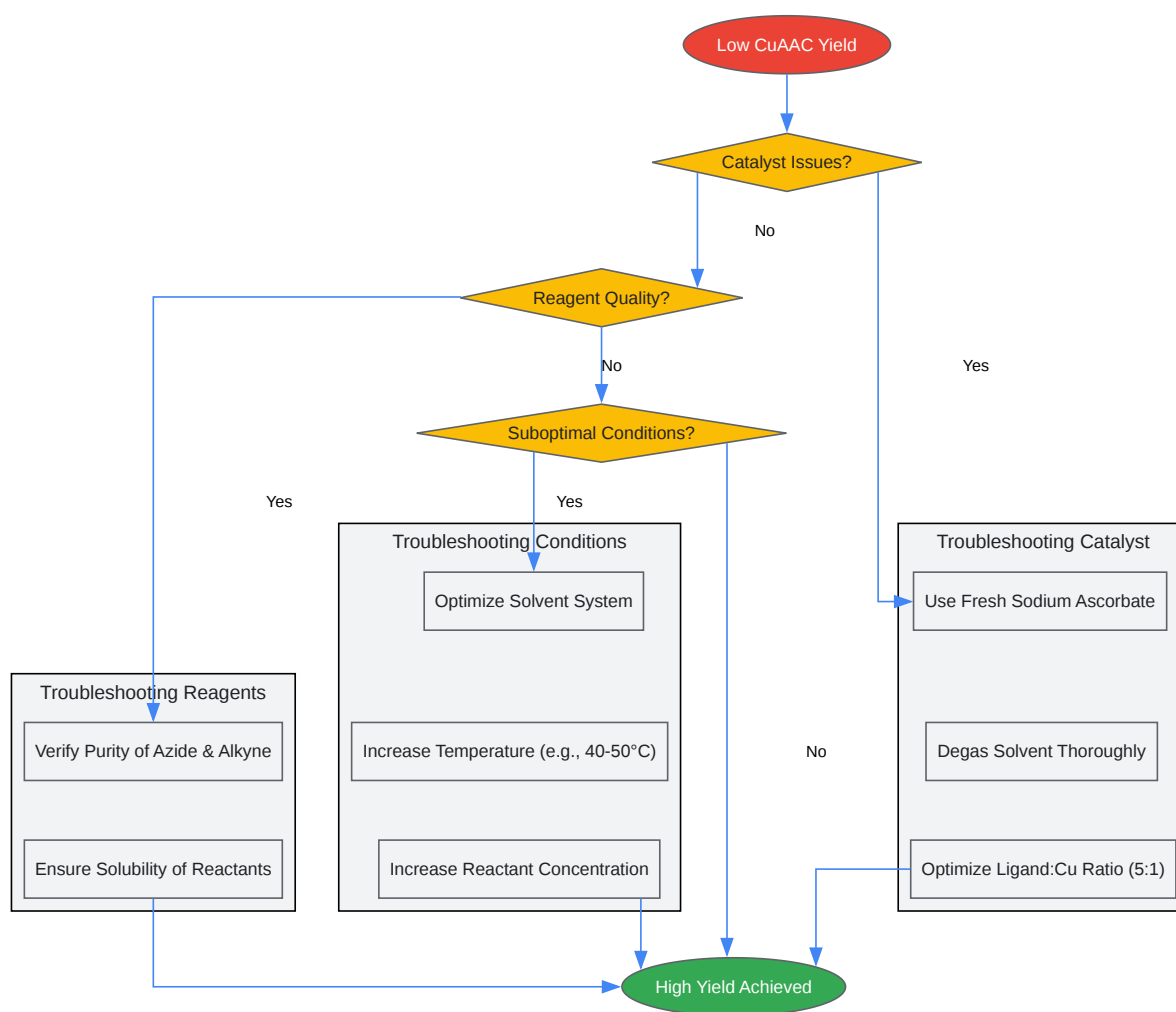 Low CuAAC Yield
Catalyst Issues?
No
Reagent Quality?
No
Yes
Suboptimal Conditions?
Yes
Yes
Troubleshooting Conditions
Troubleshooting Catalyst
Optimize Solvent System
Use Fresh Sodium Ascorbate
Troubleshooting Reagents
Verify Purity of Azide & Alkyne
Increase Temperature (e.g., 40-50°C)
No
Degas Solvent Thoroughly
Ensure Solubility of Reactants
Increase Reactant Concentration
Optimize Ligand:Cu Ratio (5:1)
High Yield Achieved